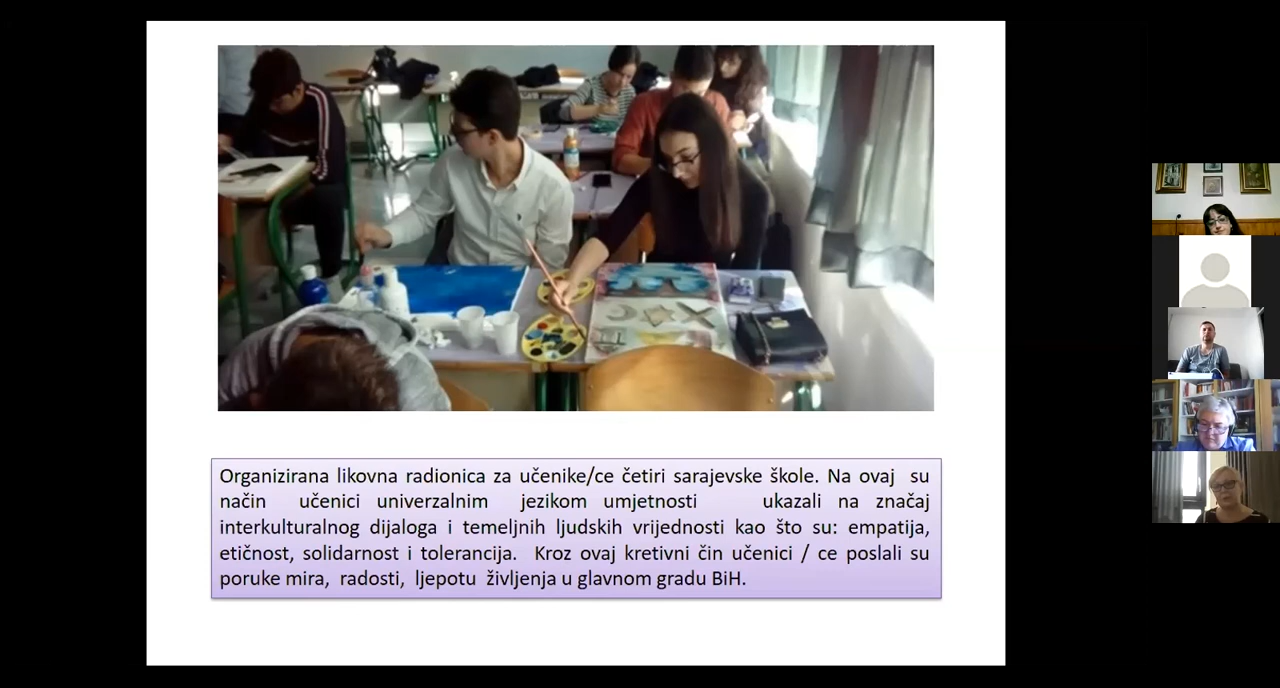 Organizirana likovna radionica za učenike/ce četiri sarajevske škole. Na ovaj su
način učenici univerzalnim jezikom umjetnosti ukazali na značaj
interkulturalnog dijaloga i temeljnih ljudskih vrijednosti kao što su: empatija,
etičnost, solidarnost i tolerancija. Kroz ovaj kretivni čin učenici / ce poslali su
poruke mira, radosti, ljepotu življenja u glavnom gradu BiH.